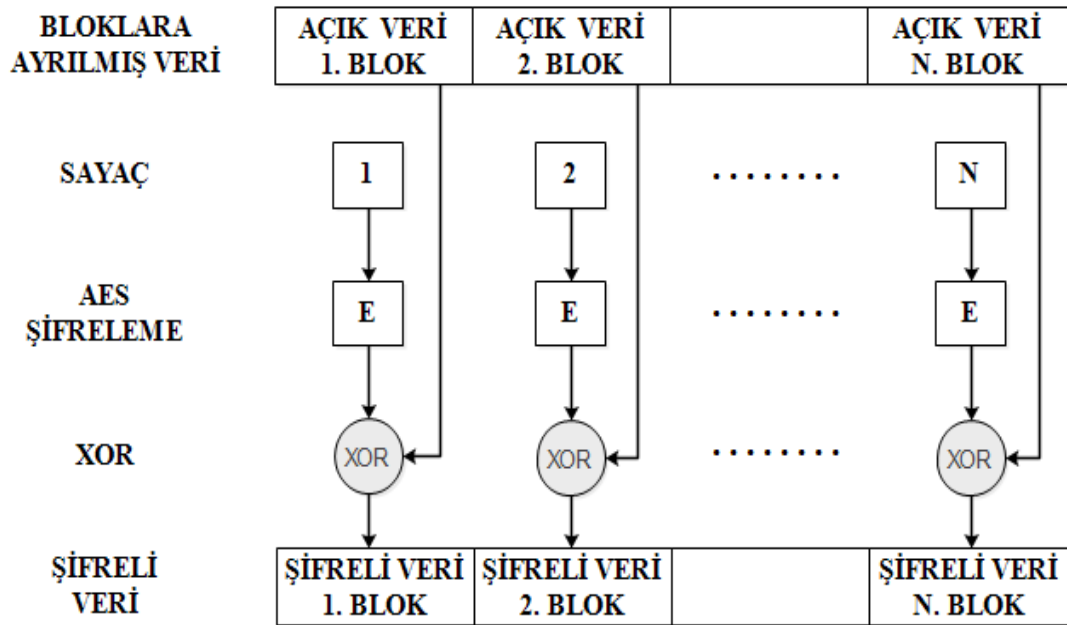 BLOKLARA
AYRILMIŞ VERİ
AÇIK VERİ
1. BLOK
AÇIK VERİ
2. BLOK
AÇIK VERİ
N. BLOK
SAYAÇ
1
2
. . . . . . . .
N
AES
ŞİFRELEME
E
E
. . . . . . . .
E
XOR
XOR
XOR
. . . . . . . .
XOR
ŞİFRELİ
VERİ
ŞİFRELİ VERİ
1. BLOK
ŞİFRELİ VERİ
2. BLOK
ŞİFRELİ VERİ
N. BLOK